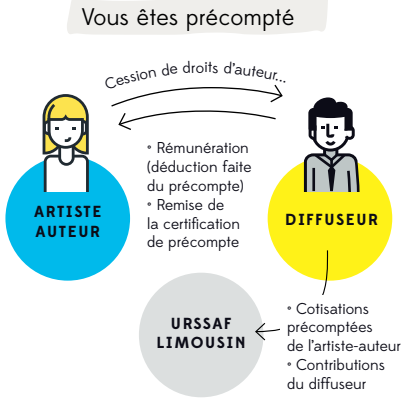 Vous êtes précompté
Cession de droits d'auteur...
ARTISTE
AUTEUR
° Rémunération
(déduction faite
du précompte)
° Remise de
la certification
de précompte
DIFFUSEUR
URSSAF
LIMOUSIN
° Cotisations
précomptées
de l'artiste-auteur
° Contributions
du diffuseur